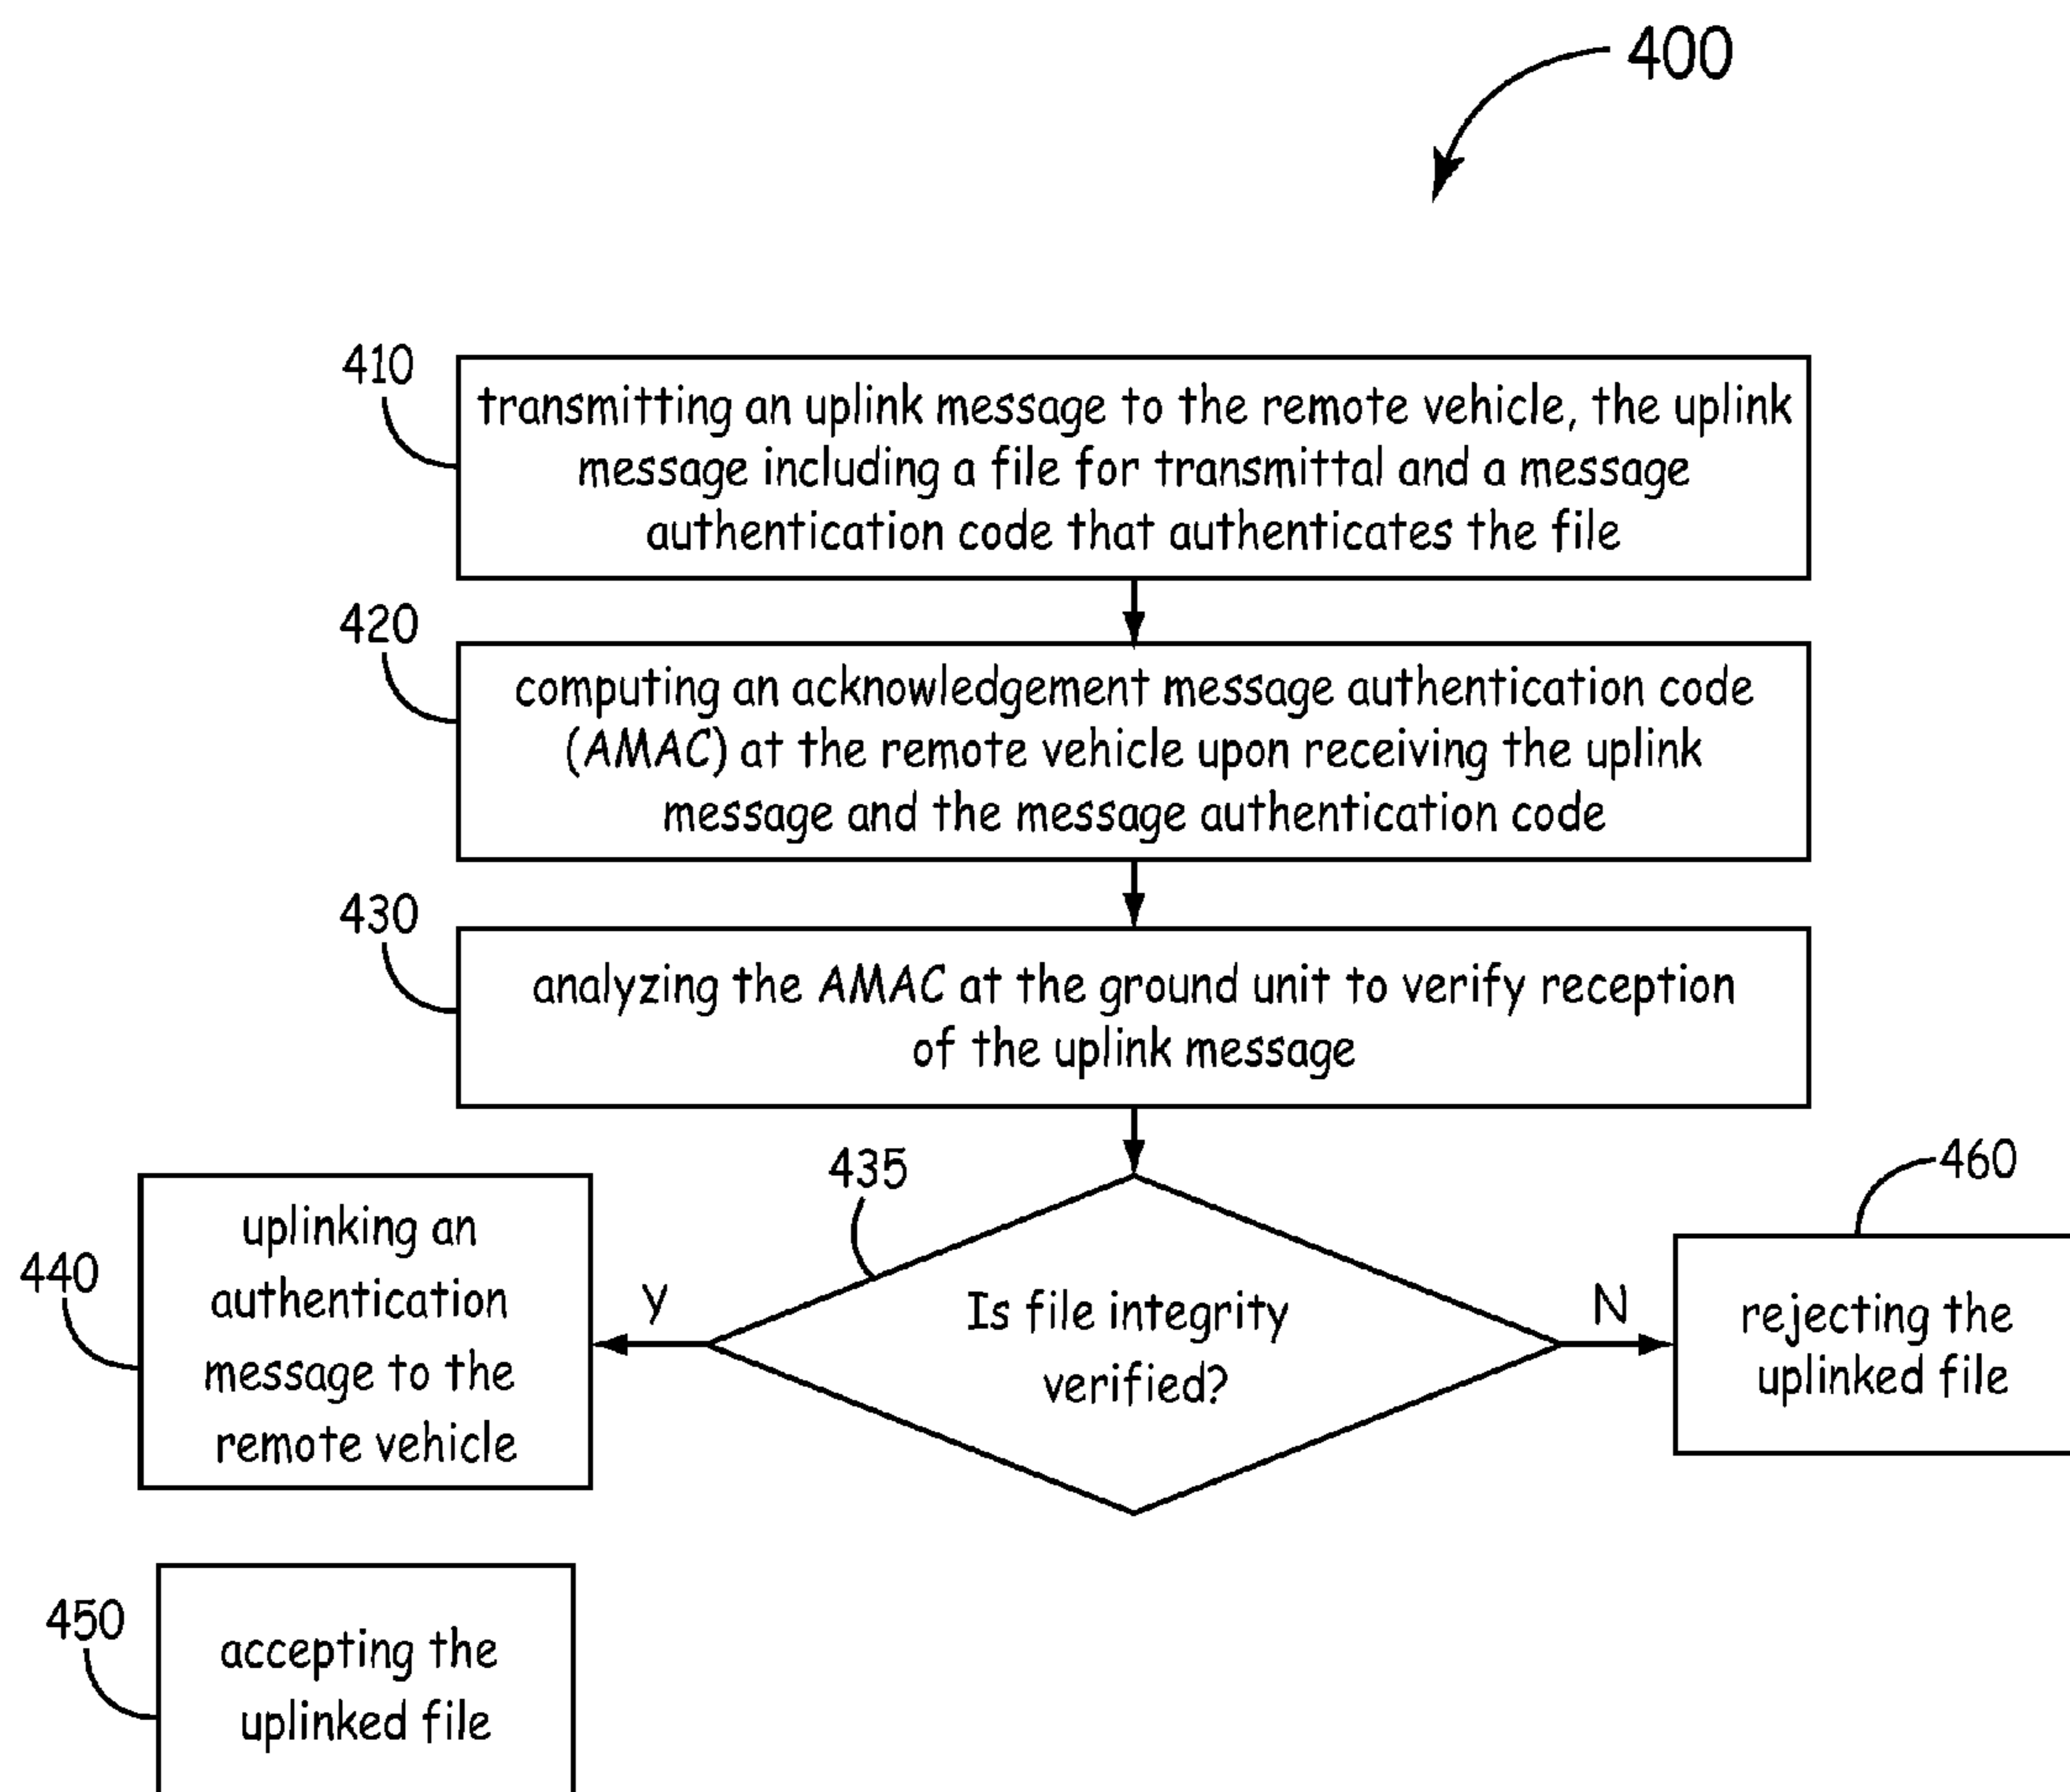 400
410
transmitting an uplink message to the remote vehicle, the uplink
message including a file for transmittal and a message
authentication code that authenticates the file
420
computing an acknowledgement message authentication code
(AMAC) at the remote vehicle upon receiving the uplink
message and the message authentication code
430
analyzing the AMAC at the ground unit to verify reception
of the uplink message
435
Is file integrity
verified?
Y
N
440
uplinking an
authentication
message to the
remote vehicle
460
rejecting the
uplinked file
450
accepting the
uplinked file